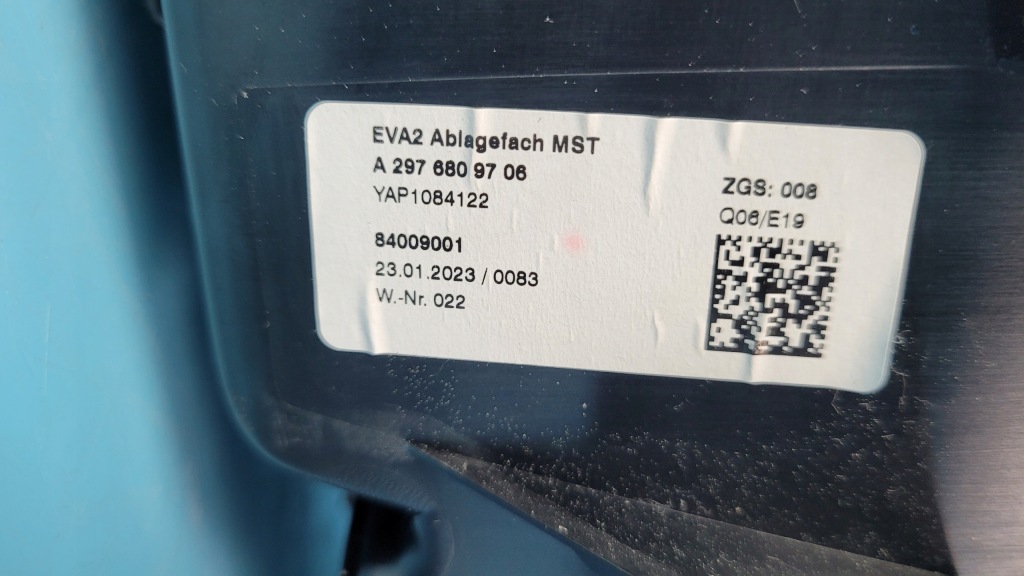 EVA2 Ablagefach MST
A 297 680 97 06
YAP1084122
84009001
23.01.2023 / 0083
W.-Nr. 022
ZGS: 008
Q06/E19